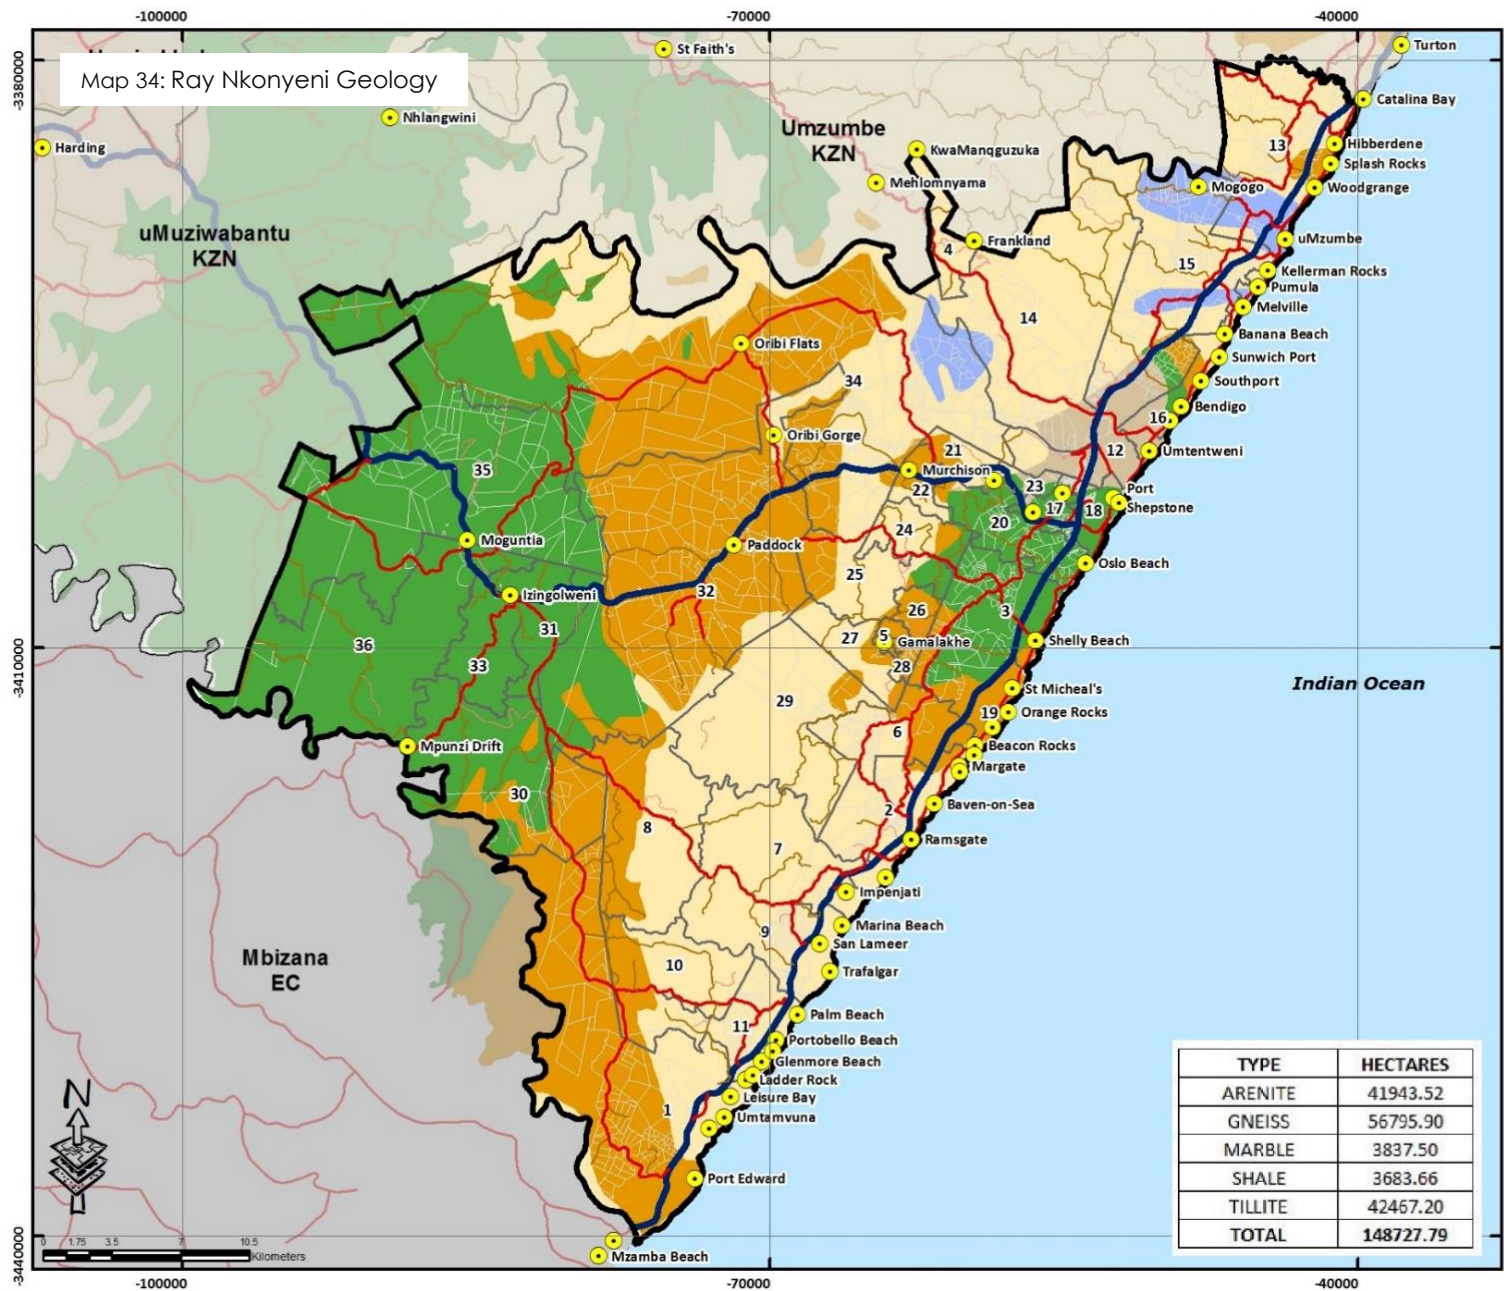 -100000
-70000
-40000
Map 34: Ray Nkonyeni Geology
St Faith's
Turton
-3380000
Catalina Bay
Nhlangwini
Harding
Umzumbe
KZN
KwaManqguzuka
13
Hibberdene
Splash Rocks
Mehlomnyama
Mogogo
Woodgrange
uMuziwabantu
KZN
4
Frankland
uMzumbe
15
Kellerman Rocks
Pumula
Melville
14
Banana Beach
Oribi Flats
Sunwich Port
34
Southport
Bendigo
16
Oribi Gorge
21
12
Umtentweni
35
Murchison
22
23
Port
Shepstone
17
18
20
24
Moguntia
Paddock
Oslo Beach
25
Izingolweni
32
26
3
31
27
5
Gamalakhe
Shelly Beach
36
-3410000
33
28
Indian Ocean
St Micheal's
29
19
Orange Rocks
6
Mpunzi Drift
Beacon Rocks
Margate
30
2
Baven-on-Sea
8
Ramsgate
7
Impenjati
9
Marina Beach
San Lameer
Mbizana
EC
10
Trafalgar
Palm Beach
11
Portobello Beach
Glenmore Beach
Ladder Rock
Leisure Bay
1
Umtamvuna
Port Edward
N
TYPE HECTARES
ARENITE 41943.52
GNEISS 56795.90
MARBLE 3837.50
SHALE 3683.66
TILLITE 42467.20
TOTAL 148727.79
0 1.75 3.5 7 10.5
Kilometers
Mzamba Beach
-3440000
-100000
-70000
-40000